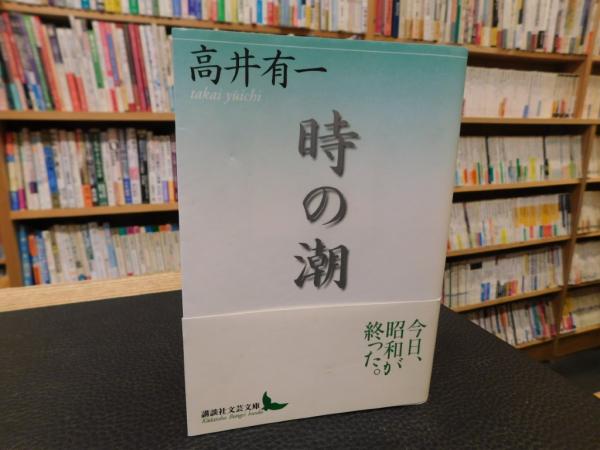 高井有一
takai yūichi
時の潮
今日、
昭和が
終った。
講談社文芸文庫
Kodansha Bungei bunko